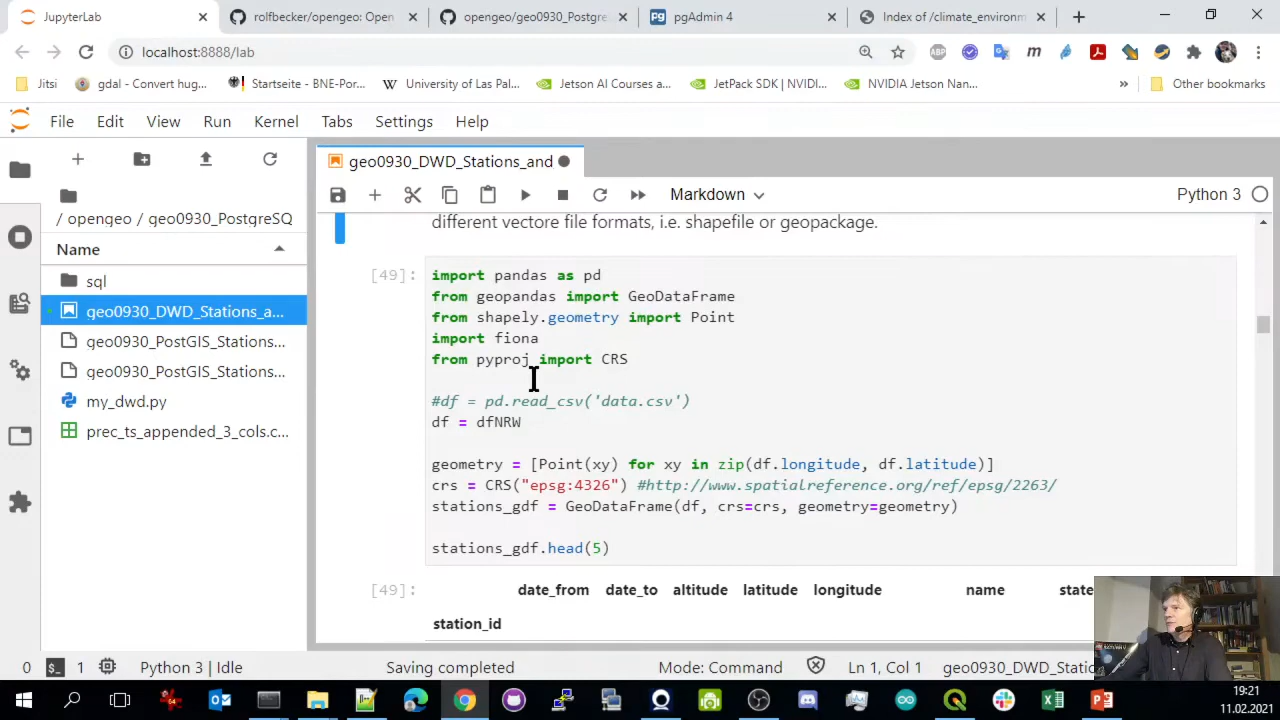 JupyterLab
rolfbecker/opengeo: Open
opengeo/geo0930_Postgre
pgAdmin 4
Index of /climate_environm
localhost:8888/lab
Jitsi
gdal - Convert hug...
Startseite - BNE-Por...
University of Las Pal...
Jetson AI Courses a...
JetPack SDK | NVIDI...
NVIDIA Jetson Nan...
Other bookmarks
File Edit View Run Kernel Tabs Settings Help
/ opengeo / geo0930_PostgreSQ
Name
sql
geo0930_DWD_Stations_a...
geo0930_PostGIS_Stations...
geo0930_PostGIS_Stations...
my_dwd.py
prec_ts_appended_3_cols.c...
geo0930_DWD_Stations_and
Markdown
Python 3
different vectore file formats, i.e. shapefile or geopackage.
[49]:
import pandas as pd
from geopandas import GeoDataFrame
from shapely.geometry import Point
import fiona
from pyproj import CRS
#df = pd.read_csv('data.csv')
df = dfNRW
geometry = [Point(xy) for xy in zip(df.longitude, df.latitude)]
crs = CRS("epsg:4326") #http://www.spatialreference.org/ref/epsg/2263/
stations_gdf = GeoDataFrame(df, crs=crs, geometry=geometry)
stations_gdf.head(5)
[49]:
date_from date_to altitude latitude longitude name state
station_id
0 1 Python 3 | Idle Saving completed Mode: Command Ln 1, Col 1 geo0930_DWD_Static
19:21
11.02.2021